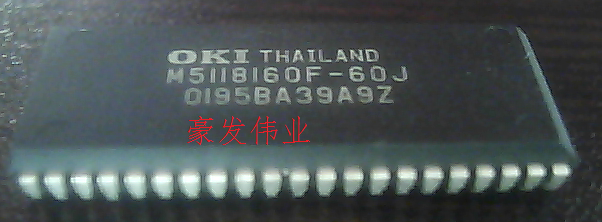 OKI THAILAND
M5118160F-60J
0195BA39A9Z
豪发伟业